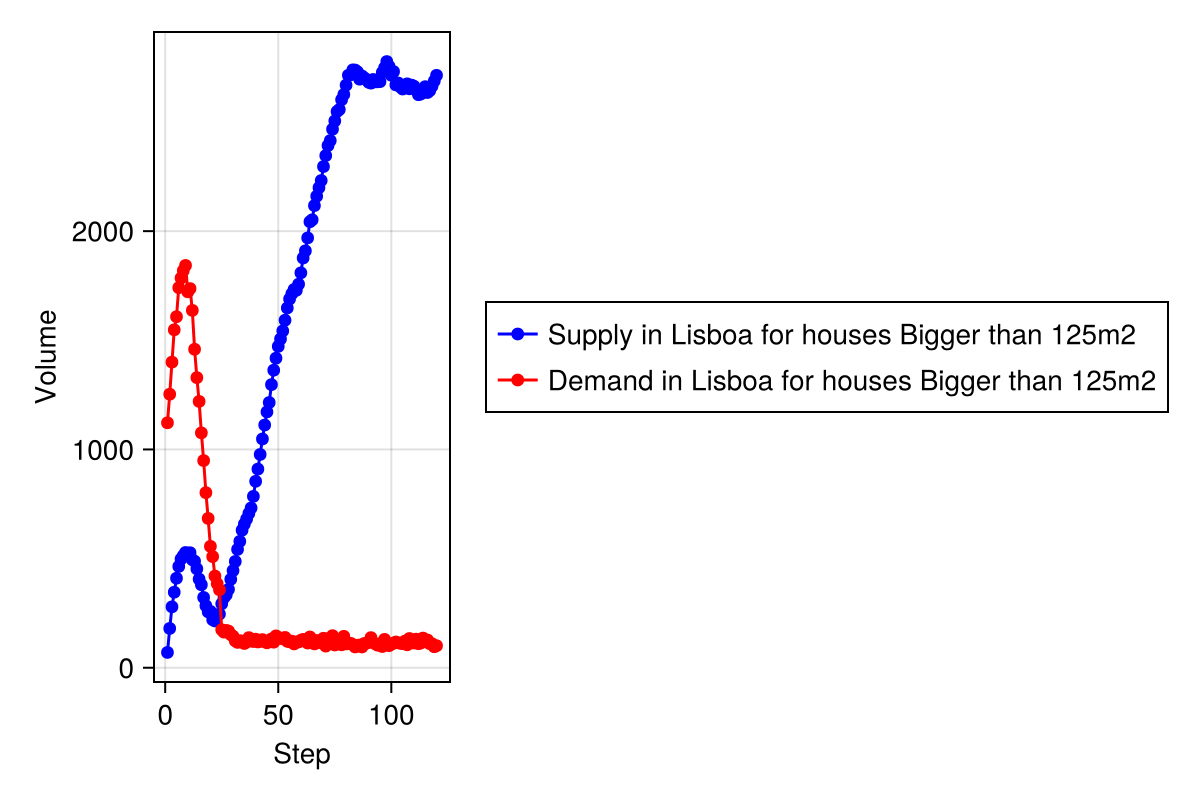 Volume
2000
1000
0
0 50 100
Step
Supply in Lisboa for houses Bigger than 125m2
Demand in Lisboa for houses Bigger than 125m2